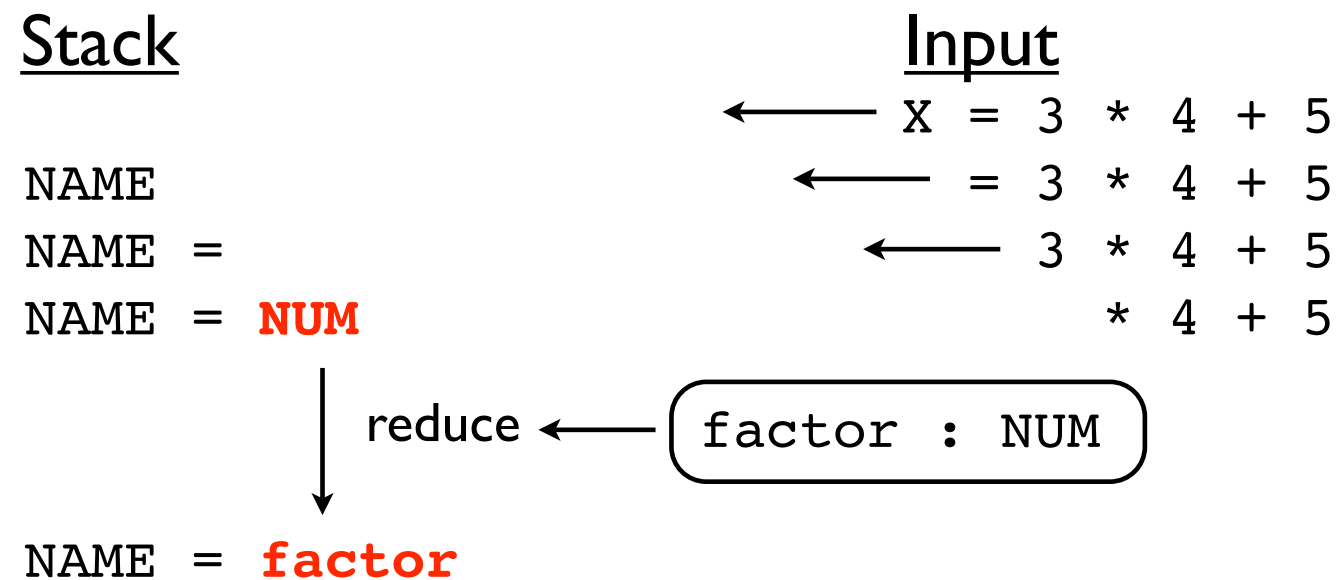 Stack Input
X = 3 * 4 + 5
NAME = 3 * 4 + 5
NAME = 3 * 4 + 5
NAME = NUM * 4 + 5
reduce factor : NUM
NAME = factor